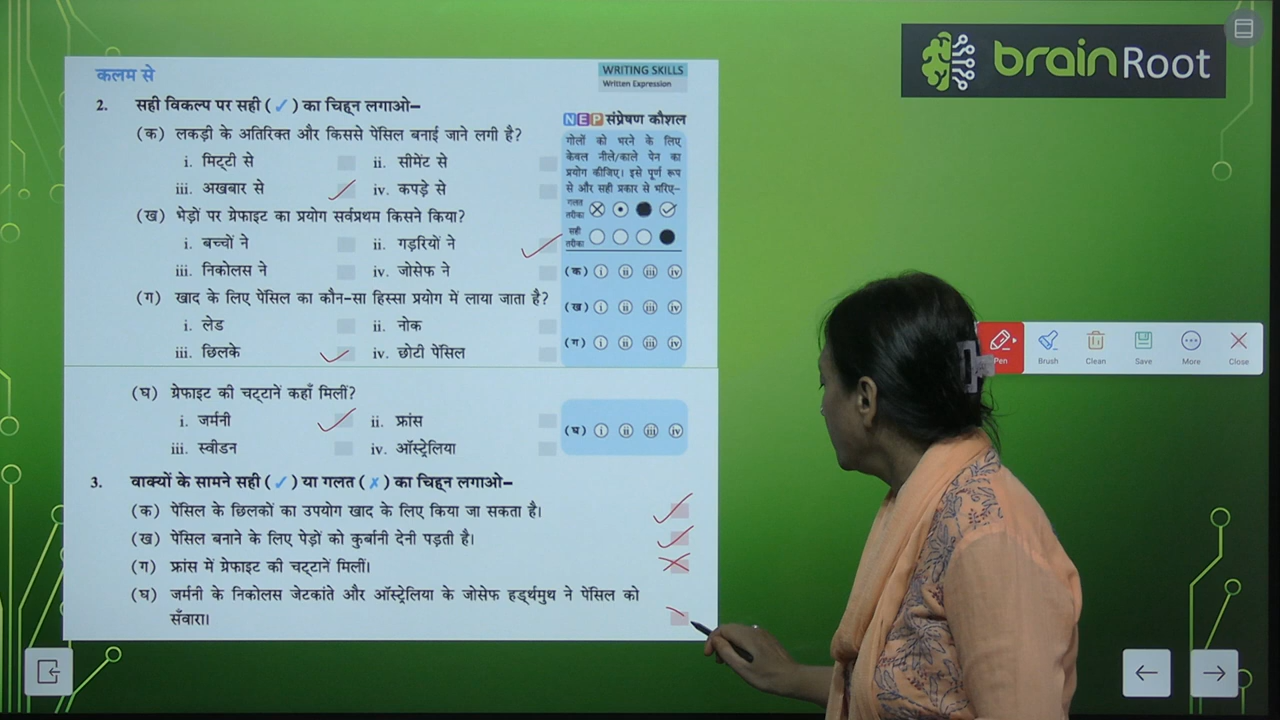 brainRoot
कलम से
WRITING SKILLS
Written Expression
2. सही विकल्प पर सही ( ✓ ) का चिह्न लगाओ–
(क) लकड़ी के अतिरिक्त और किससे पेंसिल बनाई जाने लगी है?
i. मिट्टी से ii. सीमेंट से
iii. अखबार से iv. कपड़े से
(ख) भेड़ों पर ग्रेफाइट का प्रयोग सर्वप्रथम किसने किया?
i. बच्चों ने ii. गड़रियों ने
iii. निकोलस ने iv. जोसेफ ने
(ग) खाद के लिए पेंसिल का कौन-सा हिस्सा प्रयोग में लाया जाता है?
i. लेड ii. नोक
iii. छिलके iv. छोटी पेंसिल
NEP संप्रेषण कौशल
गोलों को भरने के लिए
केवल नीले/काले पेन का
प्रयोग कीजिए। इसे पूर्ण रूप
से और सही प्रकार से भरिए–
गलत
तरीका
सही
तरीका
(क) i ii iii iv
(ख) i ii iii iv
(ग) i ii iii iv
(घ) ग्रेफाइट की चट्टानें कहाँ मिलीं?
i. जर्मनी ii. फ्रांस
iii. स्वीडन iv. ऑस्ट्रेलिया
(घ) i ii iii iv
3. वाक्यों के सामने सही ( ✓ ) या गलत ( ✗ ) का चिह्न लगाओ–
(क) पेंसिल के छिलकों का उपयोग खाद के लिए किया जा सकता है।
(ख) पेंसिल बनाने के लिए पेड़ों को कुर्बानी देनी पड़ती है।
(ग) फ्रांस में ग्रेफाइट की चट्टानें मिलीं।
(घ) जर्मनी के निकोलस जेटकांते और ऑस्ट्रेलिया के जोसेफ हर्ड्थमुथ ने पेंसिल को
सँवारा।
Pen Brush Clean Save More Close